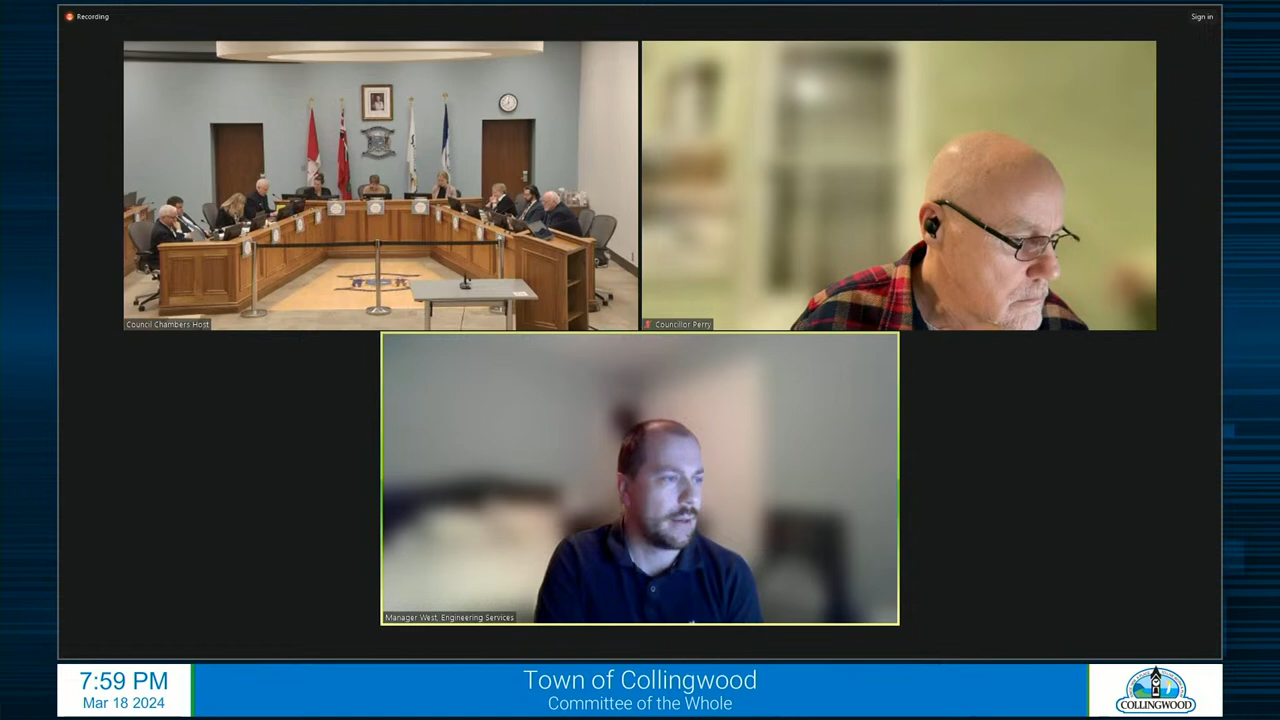 Recording
Sign in
Council Chambers Host
Councillor Perry
Manager West, Engineering Services
7:59 PM
Mar 18 2024
Town of Collingwood
Committee of the Whole
COLLINGWOOD